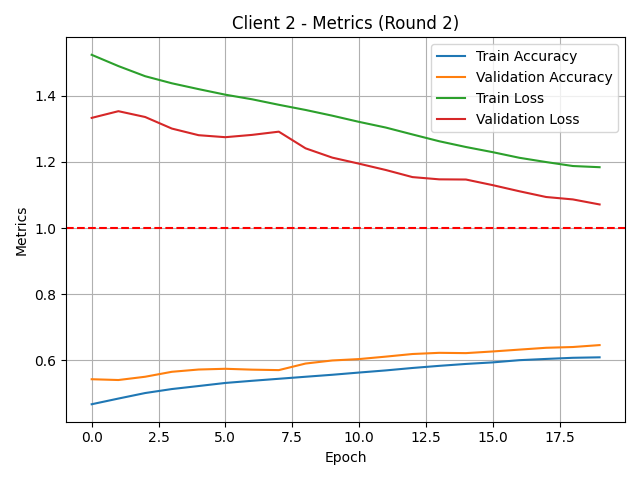 Client 2 - Metrics (Round 2)
Train Accuracy
Validation Accuracy
Train Loss
Validation Loss
Metrics
1.4
1.2
1.0
0.8
0.6
0.0
2.5
5.0
7.5
10.0
12.5
15.0
17.5
Epoch